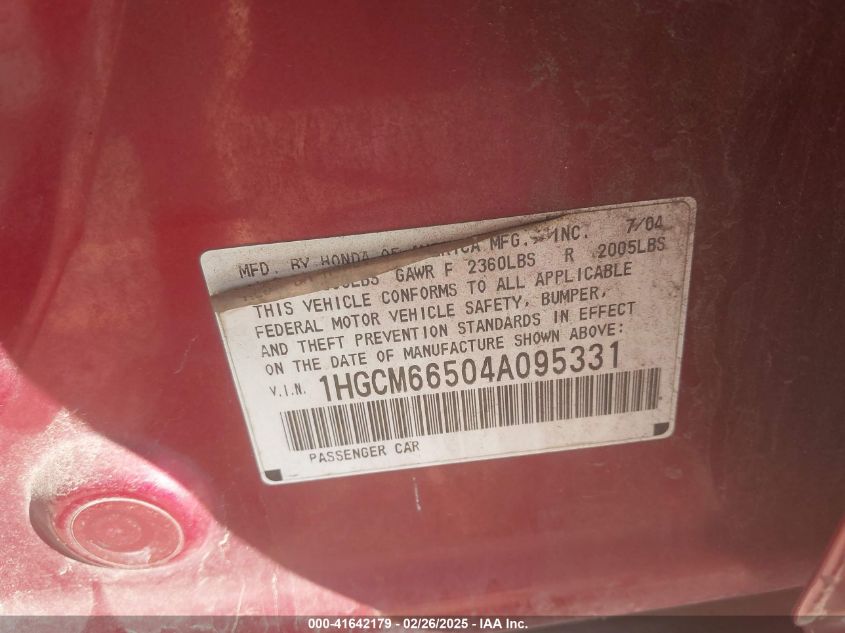 MFD. BY HONDA OF AMERICA MFG., INC. 7/04
GAWR F 2360LBS R 2005LBS
THIS VEHICLE CONFORMS TO ALL APPLICABLE
FEDERAL MOTOR VEHICLE SAFETY, BUMPER,
AND THEFT PREVENTION STANDARDS IN EFFECT
ON THE DATE OF MANUFACTURE SHOWN ABOVE:
V.I.N. 1HGCM66504A095331
PASSENGER CAR
000-41642179 - 02/26/2025 - IAA Inc.